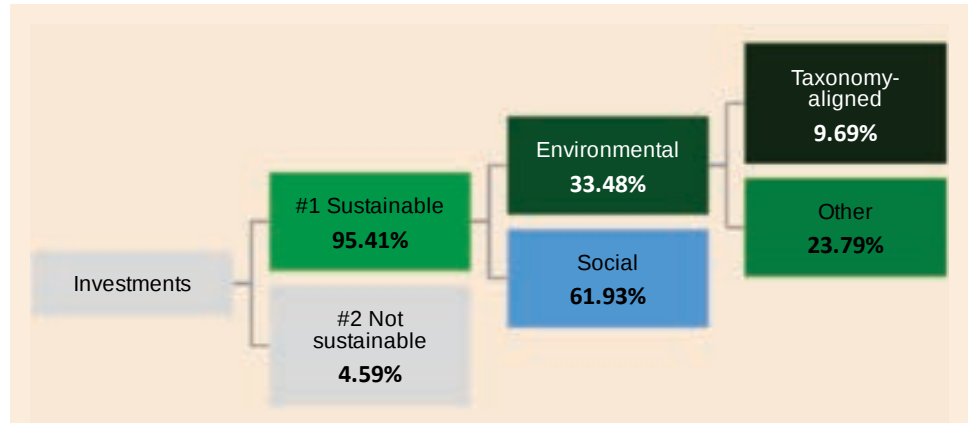 Investments
#1 Sustainable
95.41%
#2 Not
sustainable
4.59%
Environmental
33.48%
Social
61.93%
Taxonomy-
aligned
9.69%
Other
23.79%